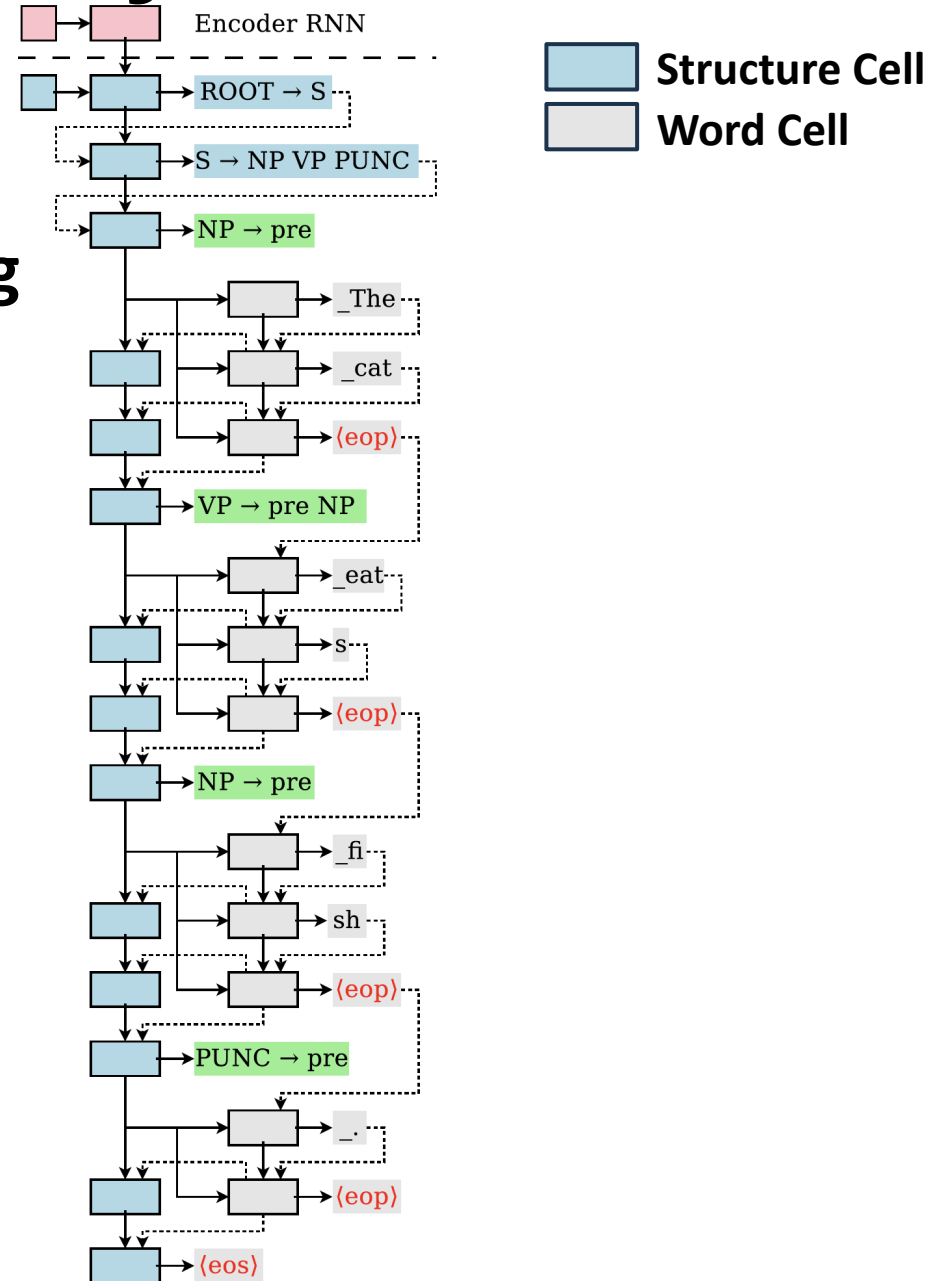 g
Encoder RNN
ROOT → S
Structure Cell
Word Cell
S → NP VP PUNC
NP → pre
g
_The
_cat
⟨eop⟩
VP → pre NP
_eat
s
⟨eop⟩
NP → pre
_fi
sh
⟨eop⟩
PUNC → pre
_.
⟨eop⟩
⟨eos⟩